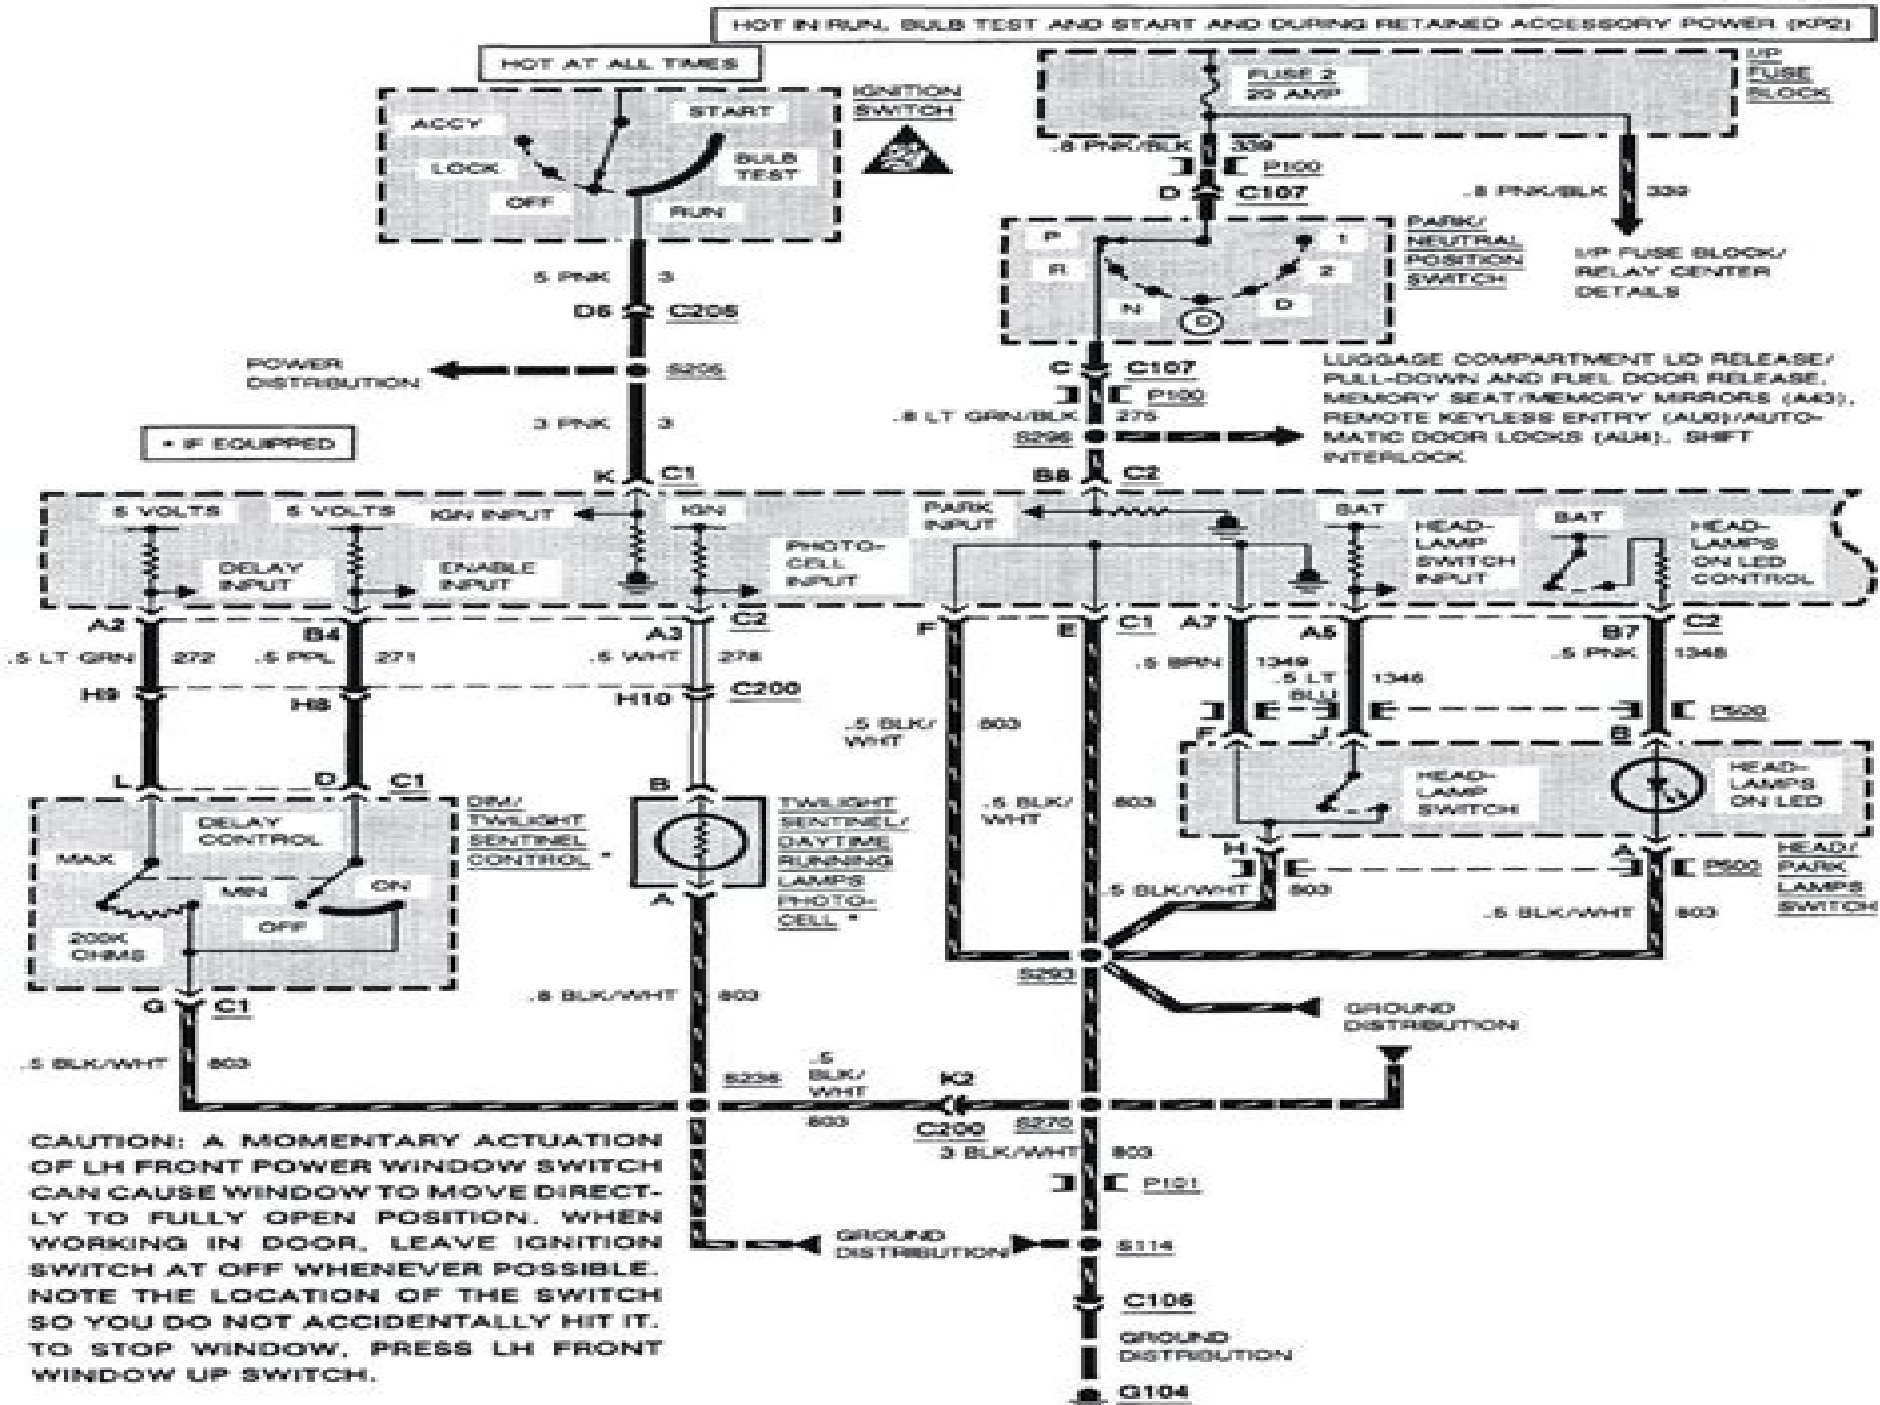 HOT IN RUN, BULB TEST AND START AND DURING RETAINED ACCESSORY POWER (KP2)
HOT AT ALL TIMES
I/P
FUSE
BLOCK
FUSE 2
20 AMP
IGNITION
SWITCH
ACCY
START
LOCK
BULB
TEST
OFF
RUN
.8 PNK/BLK
339
P100
D
C107
.8 PNK/BLK
339
PARK/
NEUTRAL
POSITION
SWITCH
P
R
N
D
D
2
1
I/P FUSE BLOCK/
RELAY CENTER
DETAILS
5 PNK
3
D5
C205
POWER
DISTRIBUTION
S205
3 PNK
3
* IF EQUIPPED
K
C1
C
C107
P100
.8 LT GRN/BLK
275
S296
B8
C2
LUGGAGE COMPARTMENT LID RELEASE/
PULL-DOWN AND FUEL DOOR RELEASE,
MEMORY SEAT/MEMORY MIRRORS (A43),
REMOTE KEYLESS ENTRY (AU0)/AUTO-
MATIC DOOR LOCKS (AU4), SHIFT
INTERLOCK
5 VOLTS
5 VOLTS
IGN INPUT
IGN
PARK
INPUT
BAT
HEAD-
LAMP
SWITCH
INPUT
BAT
HEAD-
LAMPS
ON LED
CONTROL
DELAY
INPUT
ENABLE
INPUT
PHOTO-
CELL
INPUT
A2
B4
A3
C2
F
E
C1
A7
A5
B7
C2
.5 LT GRN
272
.5 PPL
271
.5 WHT
278
.5 BRN
1349
.5 LT
BLU
1346
.5 PNK
1348
H9
H8
H10
C200
.5 BLK/
WHT
803
P500
F
J
B
L
D
C1
B
DIM/
TWILIGHT
SENTINEL
CONTROL *
DELAY
CONTROL
MAX
MIN
ON
OFF
200K
OHMS
TWILIGHT
SENTINEL/
DAYTIME
RUNNING
LAMPS
PHOTO-
CELL *
A
.5 BLK/
WHT
803
HEAD-
LAMP
SWITCH
HEAD-
LAMPS
ON LED
H
A
HEAD/
PARK
LAMPS
SWITCH
P500
.5 BLK/WHT
803
.5 BLK/WHT
803
S293
G
C1
.8 BLK/WHT
803
GROUND
DISTRIBUTION
.5 BLK/WHT
803
S236
.5
BLK/
WHT
803
K2
C200
S270
3 BLK/WHT
803
P101
GROUND
DISTRIBUTION
S114
C106
GROUND
DISTRIBUTION
G104
CAUTION: A MOMENTARY ACTUATION
OF LH FRONT POWER WINDOW SWITCH
CAN CAUSE WINDOW TO MOVE DIRECT-
LY TO FULLY OPEN POSITION. WHEN
WORKING IN DOOR, LEAVE IGNITION
SWITCH AT OFF WHENEVER POSSIBLE.
NOTE THE LOCATION OF THE SWITCH
SO YOU DO NOT ACCIDENTALLY HIT IT.
TO STOP WINDOW, PRESS LH FRONT
WINDOW UP SWITCH.